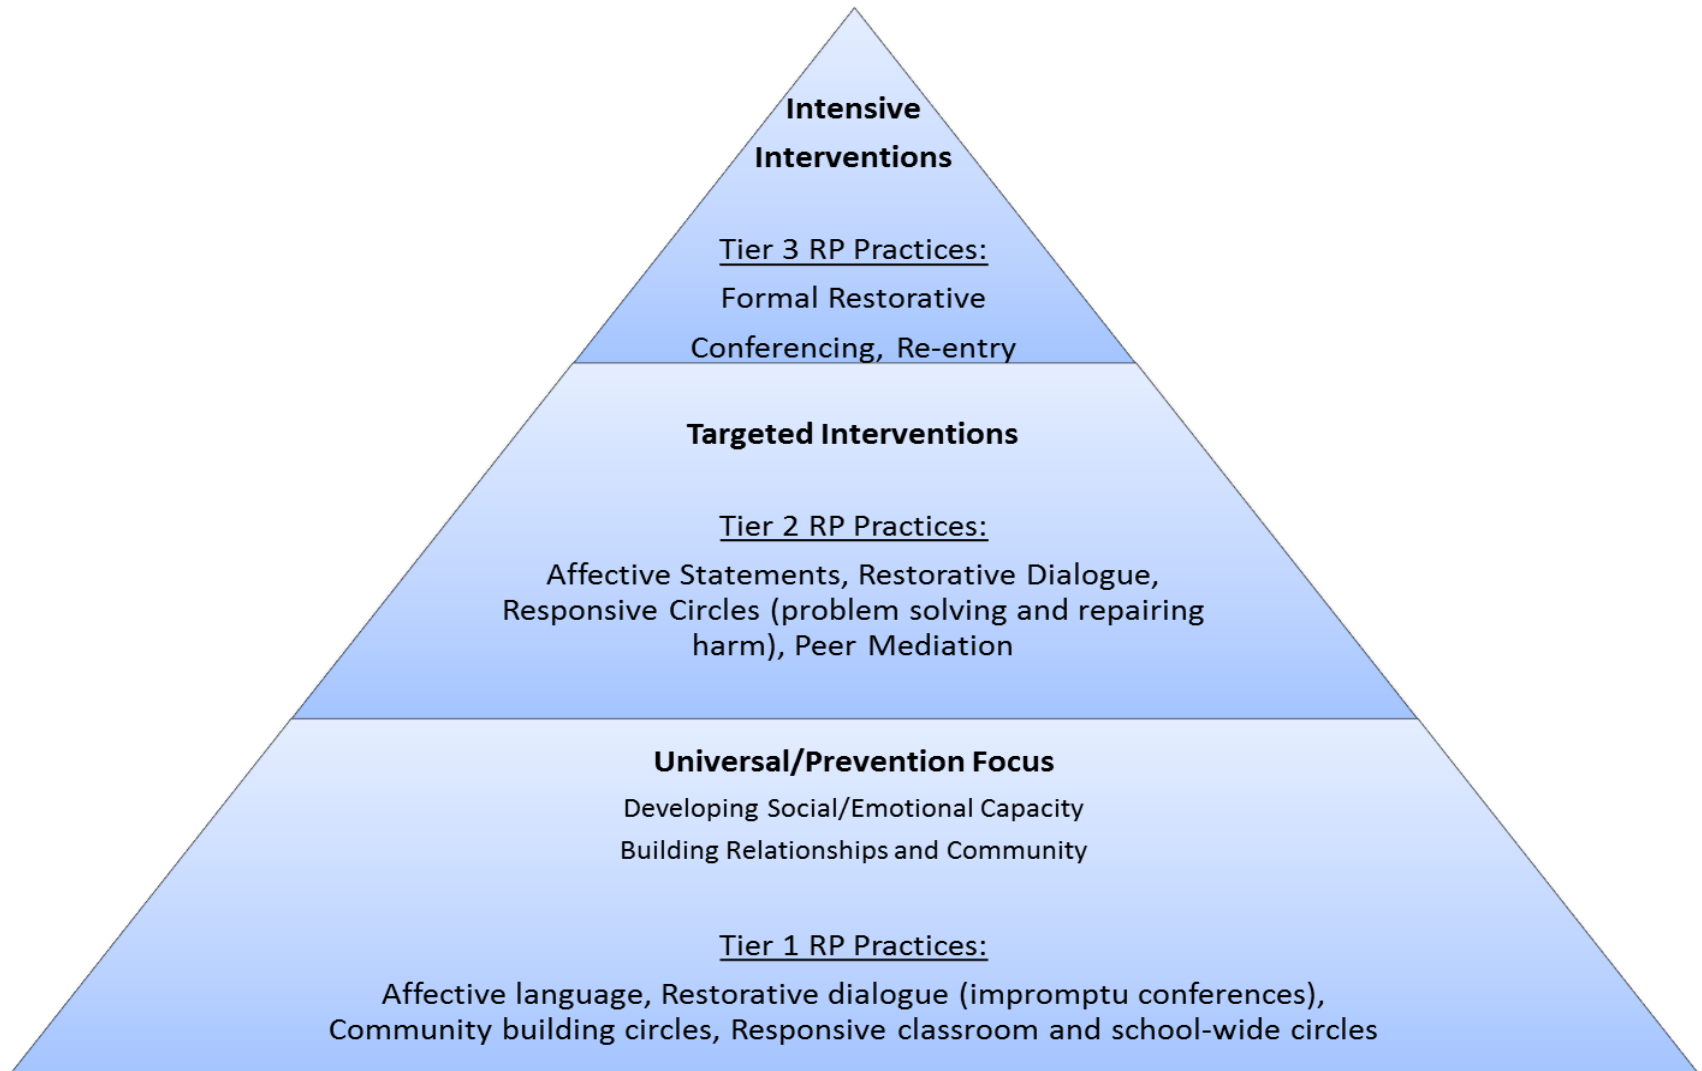 Intensive
Interventions
Tier 3 RP Practices:
Formal Restorative
Conferencing, Re-entry
Targeted Interventions
Tier 2 RP Practices:
Affective Statements, Restorative Dialogue,
Responsive Circles (problem solving and repairing
harm), Peer Mediation
Universal/Prevention Focus
Developing Social/Emotional Capacity
Building Relationships and Community
Tier 1 RP Practices:
Affective language, Restorative dialogue (impromptu conferences),
Community building circles, Responsive classroom and school-wide circles